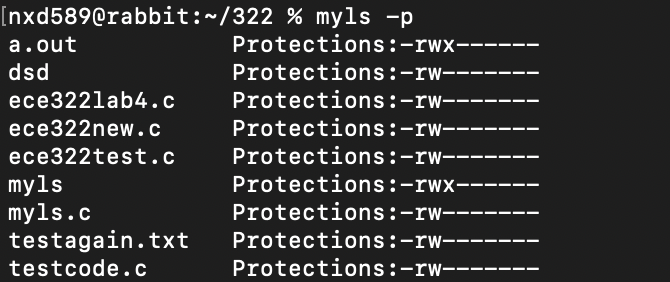 [nxd589@rabbit:~/322 % myls -p
a.out Protections:-rwx------
dsd Protections:-rw-------
ece322lab4.c Protections:-rw-------
ece322new.c Protections:-rw-------
ece322test.c Protections:-rw-------
myls Protections:-rwx------
myls.c Protections:-rw-------
testagain.txt Protections:-rw-------
testcode.c Protections:-rw-------